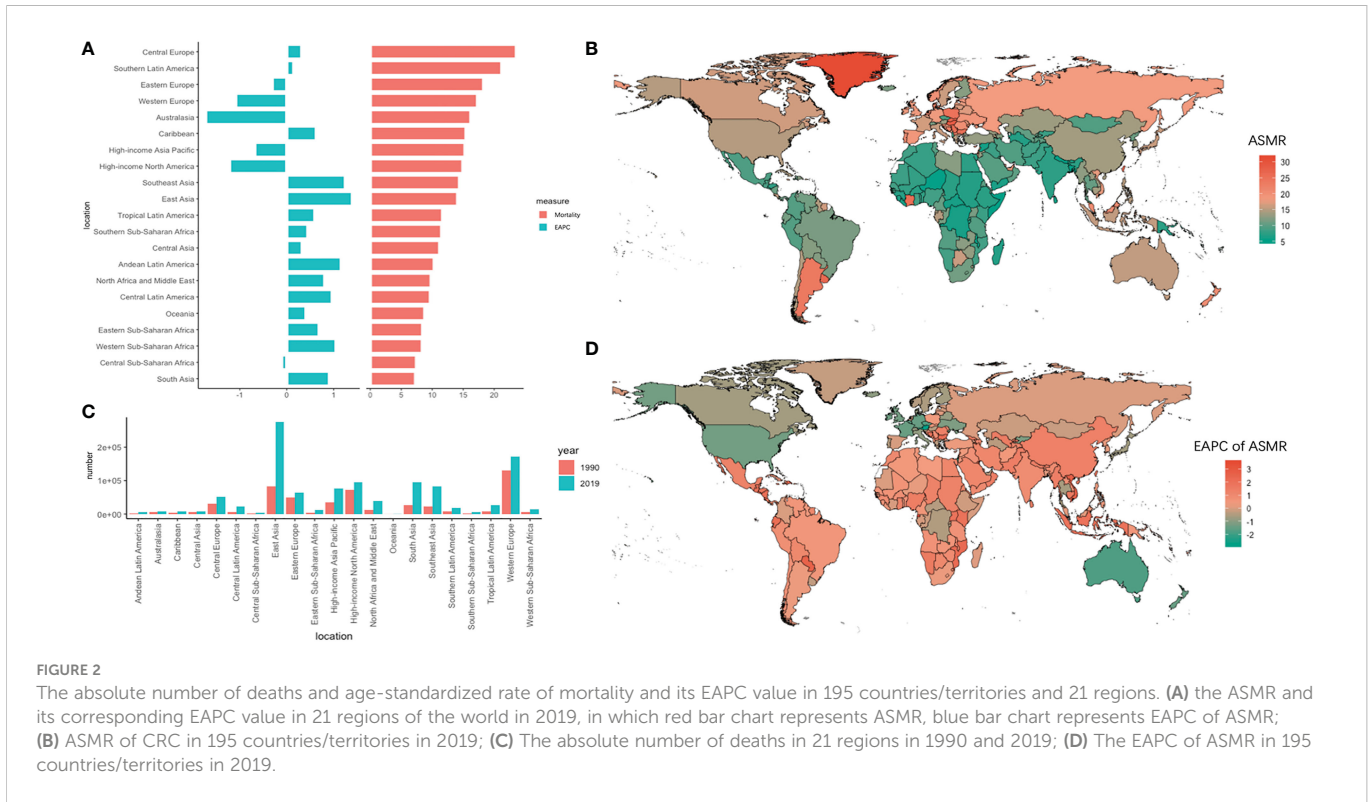 A
Central Europe
Southern Latin America
Eastern Europe
Western Europe
Australasia
Caribbean
High-income Asia Pacific
High-income North America
Southeast Asia
East Asia
Tropical Latin America
Southern Sub-Saharan Africa
Central Asia
Andean Latin America
North Africa and Middle East
Central Latin America
Oceania
Eastern Sub-Saharan Africa
Western Sub-Saharan Africa
Central Sub-Saharan Africa
South Asia
location
-1 0 1
0 5 10 15 20
measure
Mortality
EAPC
B
ASMR
30
25
20
15
10
5
C
number
2e+05
1e+05
0e+00
year
1990
2019
Andean Latin America
Australasia
Caribbean
Central Asia
Central Europe
Central Latin America
Central Sub-Saharan Africa
East Asia
Eastern Europe
Eastern Sub-Saharan Africa
High-income Asia Pacific
High-income North America
North Africa and Middle East
Oceania
South Asia
Southeast Asia
Southern Latin America
Southern Sub-Saharan Africa
Tropical Latin America
Western Europe
Western Sub-Saharan Africa
location
D
EAPC of ASMR
3
2
1
0
-1
-2
FIGURE 2
The absolute number of deaths and age-standardized rate of mortality and its EAPC value in 195 countries/territories and 21 regions. (A) the ASMR and
its corresponding EAPC value in 21 regions of the world in 2019, in which red bar chart represents ASMR, blue bar chart represents EAPC of ASMR;
(B) ASMR of CRC in 195 countries/territories in 2019; (C) The absolute number of deaths in 21 regions in 1990 and 2019; (D) The EAPC of ASMR in 195
countries/territories in 2019.